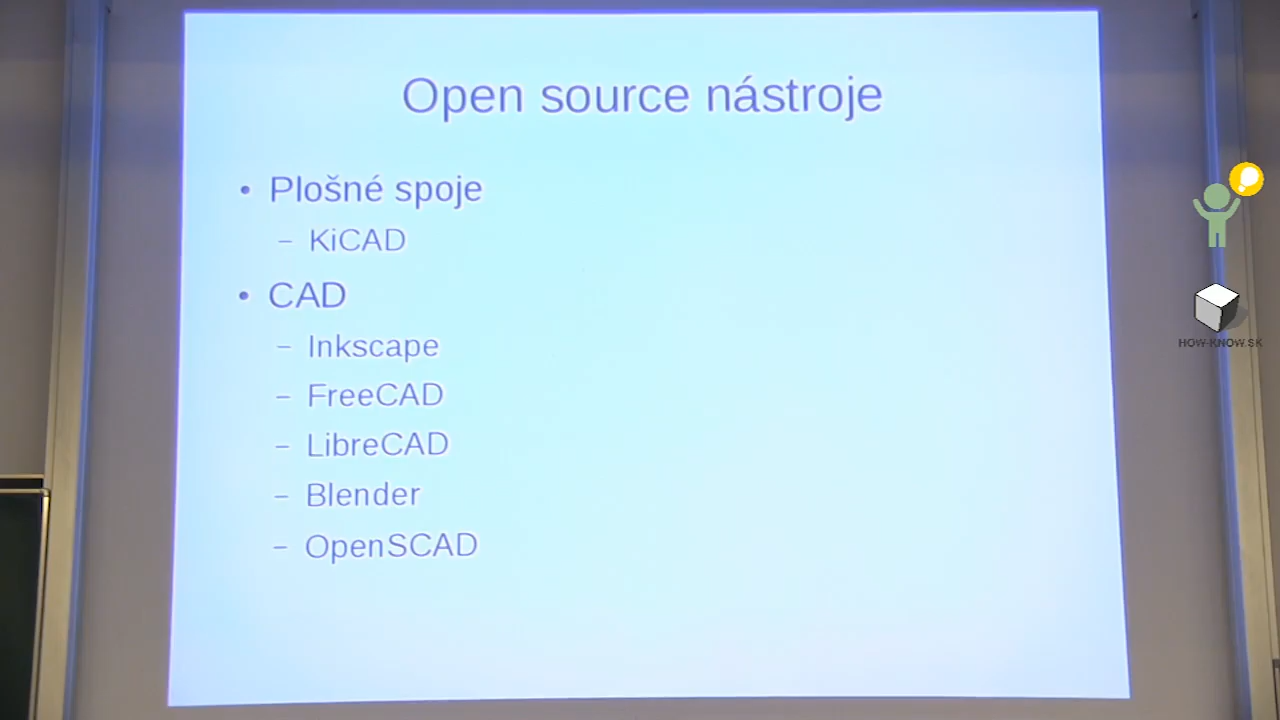 Open source nástroje
• Plošné spoje
– KiCAD
• CAD
– Inkscape
– FreeCAD
– LibreCAD
– Blender
– OpenSCAD
HOW-KNOW.SK